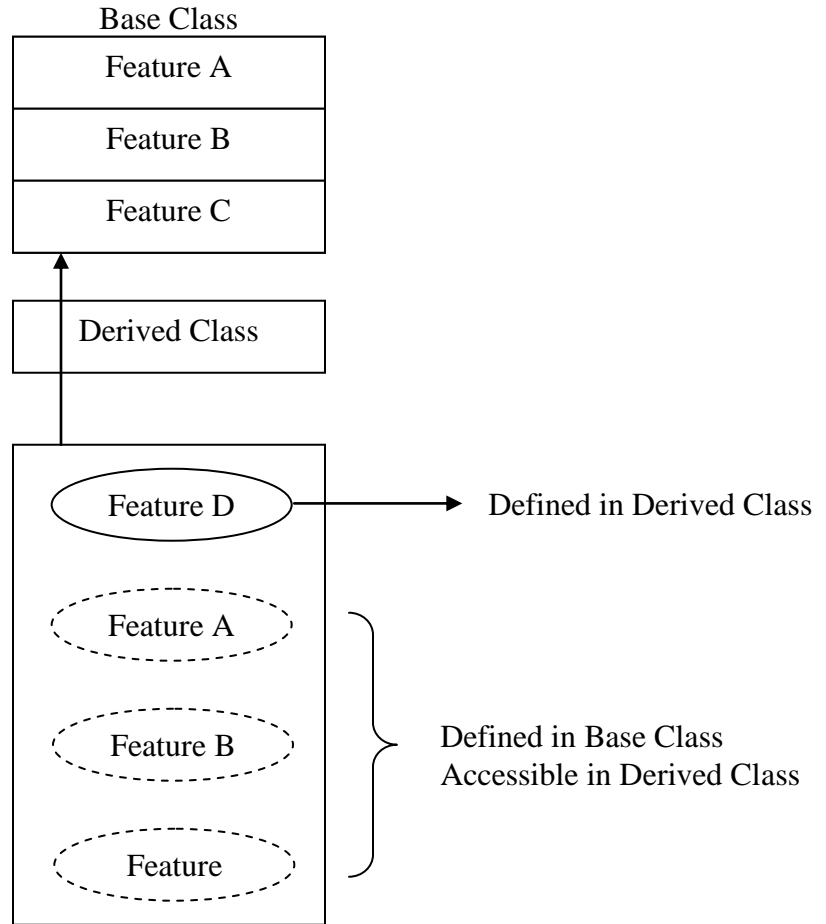 Base Class
Feature A
Feature B
Feature C
Derived Class
Feature D
Defined in Derived Class
Feature A
Feature B
Defined in Base Class
Accessible in Derived Class
Feature